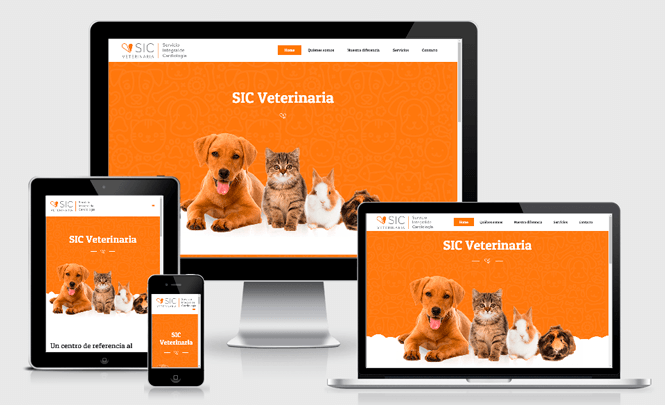 SIC
VETERINARIA
Servicio
Integral de
Cardiología
Home
Quiénes somos
Nuestra diferencia
Servicios
Contacto
SIC Veterinaria
SIC
SIC Veterinaria
Un centro de referencia al
SIC
SIC
Veterinaria
SIC
VETERINARIA
Servicio
Integral de
Cardiología
Home
Quiénes somos
Nuestra diferencia
Servicios
Contacto
SIC Veterinaria